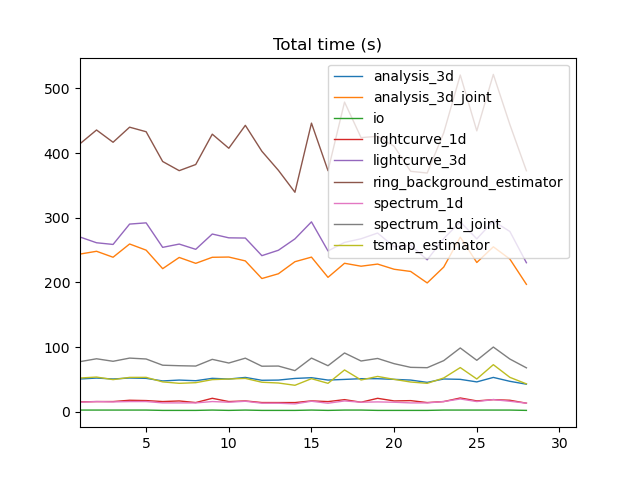 Total time (s)
500
400
300
200
100
0
analysis_3d
analysis_3d_joint
io
lightcurve_1d
lightcurve_3d
ring_background_estimator
spectrum_1d
spectrum_1d_joint
tsmap_estimator
5 10 15 20 25 30